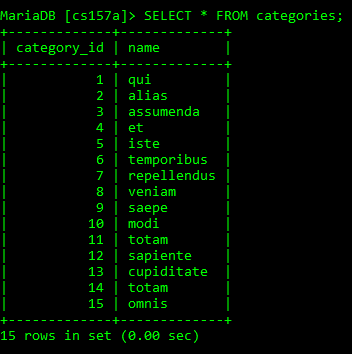 MariaDB [cs157a]> SELECT * FROM categories;
+-------------+-------------+
| category_id | name        |
+-------------+-------------+
|           1 | qui         |
|           2 | alias       |
|           3 | assumenda   |
|           4 | et          |
|           5 | iste        |
|           6 | temporibus  |
|           7 | repellendus |
|           8 | veniam      |
|           9 | saepe       |
|          10 | modi        |
|          11 | totam       |
|          12 | sapiente    |
|          13 | cupiditate  |
|          14 | totam       |
|          15 | omnis       |
+-------------+-------------+
15 rows in set (0.00 sec)